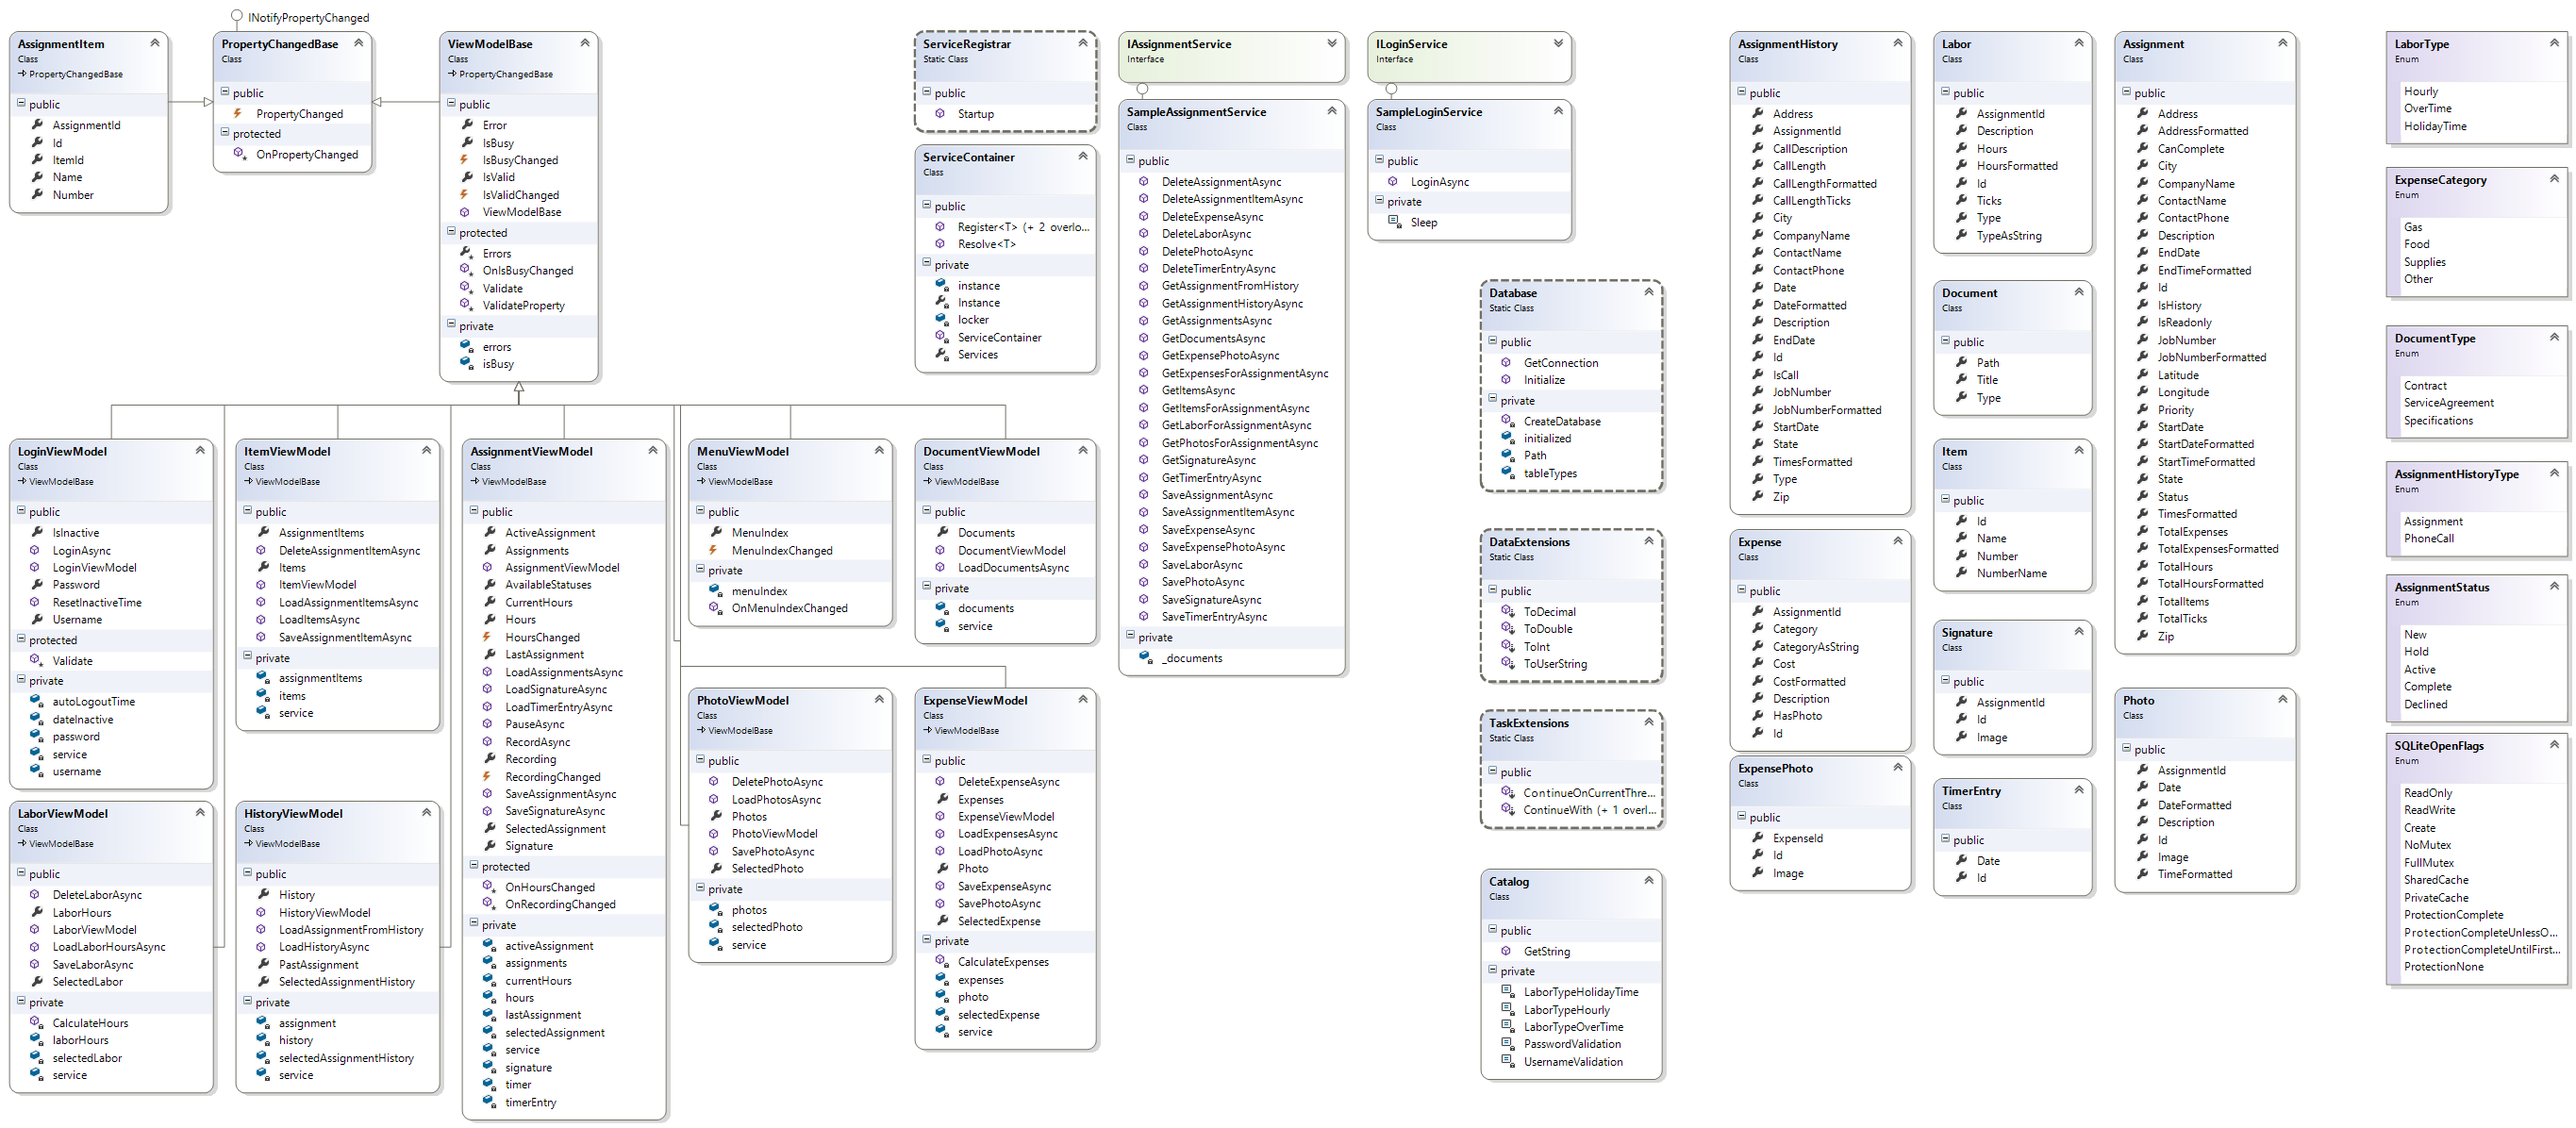 INotifyPropertyChanged
AssignmentItem
Class
PropertyChangedBase
public
AssignmentId
Id
ItemId
Name
Number
PropertyChangedBase
Class
public
PropertyChanged
protected
OnPropertyChanged
ViewModelBase
Class
PropertyChangedBase
public
Error
IsBusy
IsBusyChanged
IsValid
IsValidChanged
ViewModelBase
protected
Errors
OnIsBusyChanged
Validate
ValidateProperty
private
errors
isBusy
LoginViewModel
Class
ViewModelBase
public
IsInactive
LoginAsync
LoginViewModel
Password
ResetInactiveTime
Username
protected
Validate
private
autoLogoutTime
dateInactive
password
service
username
ItemViewModel
Class
ViewModelBase
public
AssignmentItems
DeleteAssignmentItemAsync
Items
ItemViewModel
LoadAssignmentItemsAsync
LoadItemsAsync
SaveAssignmentItemAsync
private
assignmentItems
items
service
AssignmentViewModel
Class
ViewModelBase
public
ActiveAssignment
Assignments
AssignmentViewModel
AvailableStatuses
CurrentHours
Hours
HoursChanged
LastAssignment
LoadAssignmentsAsync
LoadSignatureAsync
LoadTimerEntryAsync
PauseAsync
RecordAsync
Recording
RecordingChanged
SaveAssignmentAsync
SaveSignatureAsync
SelectedAssignment
Signature
protected
OnHoursChanged
OnRecordingChanged
private
activeAssignment
assignments
currentHours
hours
lastAssignment
selectedAssignment
service
signature
timer
timerEntry
MenuViewModel
Class
ViewModelBase
public
MenuIndex
MenuIndexChanged
private
menuIndex
OnMenuIndexChanged
DocumentViewModel
Class
ViewModelBase
public
Documents
DocumentViewModel
LoadDocumentsAsync
private
documents
service
LaborViewModel
Class
ViewModelBase
public
DeleteLaborAsync
LaborHours
LaborViewModel
LoadLaborHoursAsync
SaveLaborAsync
SelectedLabor
private
CalculateHours
laborHours
selectedLabor
service
HistoryViewModel
Class
ViewModelBase
public
History
HistoryViewModel
LoadAssignmentFromHistory
LoadHistoryAsync
PastAssignment
SelectedAssignmentHistory
private
assignment
history
selectedAssignmentHistory
service
PhotoViewModel
Class
ViewModelBase
public
DeletePhotoAsync
LoadPhotosAsync
Photos
PhotoViewModel
SavePhotoAsync
SelectedPhoto
private
photos
selectedPhoto
service
ExpenseViewModel
Class
ViewModelBase
public
DeleteExpenseAsync
Expenses
ExpenseViewModel
LoadExpensesAsync
LoadPhotoAsync
Photo
SaveExpenseAsync
SavePhotoAsync
SelectedExpense
private
CalculateExpenses
expenses
photo
selectedExpense
service
ServiceRegistrar
Static Class
public
Startup
ServiceContainer
Class
public
Register<T> (+ 2 overlo...
Resolve<T>
private
instance
Instance
locker
ServiceContainer
Services
IAssignmentService
Interface
SampleAssignmentService
Class
public
DeleteAssignmentAsync
DeleteAssignmentItemAsync
DeleteExpenseAsync
DeleteLaborAsync
DeletePhotoAsync
DeleteTimerEntryAsync
GetAssignmentFromHistory
GetAssignmentHistoryAsync
GetAssignmentsAsync
GetDocumentsAsync
GetExpensePhotoAsync
GetExpensesForAssignmentAsync
GetItemsAsync
GetItemsForAssignmentAsync
GetLaborForAssignmentAsync
GetPhotosForAssignmentAsync
GetSignatureAsync
GetTimerEntryAsync
SaveAssignmentAsync
SaveAssignmentItemAsync
SaveExpenseAsync
SaveExpensePhotoAsync
SaveLaborAsync
SavePhotoAsync
SaveSignatureAsync
SaveTimerEntryAsync
private
_documents
ILoginService
Interface
SampleLoginService
Class
public
LoginAsync
private
Sleep
Database
Static Class
public
GetConnection
Initialize
private
CreateDatabase
initialized
Path
tableTypes
DataExtensions
Static Class
public
ToDecimal
ToDouble
ToInt
ToUserString
TaskExtensions
Static Class
public
ContinueOnCurrentThre...
ContinueWith (+ 1 overl...
Catalog
Class
public
GetString
private
LaborTypeHolidayTime
LaborTypeHourly
LaborTypeOverTime
PasswordValidation
UsernameValidation
AssignmentHistory
Class
public
Address
AssignmentId
CallDescription
CallLength
CallLengthFormatted
CallLengthTicks
City
CompanyName
ContactName
ContactPhone
Date
DateFormatted
Description
EndDate
Id
IsCall
JobNumber
JobNumberFormatted
StartDate
State
TimesFormatted
Type
Zip
Expense
Class
public
AssignmentId
Category
CategoryAsString
Cost
CostFormatted
Description
HasPhoto
Id
ExpensePhoto
Class
public
ExpenseId
Id
Image
Labor
Class
public
AssignmentId
Description
Hours
HoursFormatted
Id
Ticks
Type
TypeAsString
Document
Class
public
Path
Title
Type
Item
Class
public
Id
Name
Number
NumberName
Signature
Class
public
AssignmentId
Id
Image
TimerEntry
Class
public
Date
Id
Assignment
Class
public
Address
AddressFormatted
CanComplete
City
CompanyName
ContactName
ContactPhone
Description
EndDate
EndTimeFormatted
Id
IsHistory
IsReadonly
JobNumber
JobNumberFormatted
Latitude
Longitude
Priority
StartDate
StartDateFormatted
StartTimeFormatted
State
Status
TimesFormatted
TotalExpenses
TotalExpensesFormatted
TotalHours
TotalHoursFormatted
TotalItems
TotalTicks
Zip
Photo
Class
public
AssignmentId
Date
DateFormatted
Description
Id
Image
TimeFormatted
LaborType
Enum
Hourly
OverTime
HolidayTime
ExpenseCategory
Enum
Gas
Food
Supplies
Other
DocumentType
Enum
Contract
ServiceAgreement
Specifications
AssignmentHistoryType
Enum
Assignment
PhoneCall
AssignmentStatus
Enum
New
Hold
Active
Complete
Declined
SQLiteOpenFlags
Enum
ReadOnly
ReadWrite
Create
NoMutex
FullMutex
SharedCache
PrivateCache
ProtectionComplete
ProtectionCompleteUnlessO...
ProtectionCompleteUntilFirst...
ProtectionNone